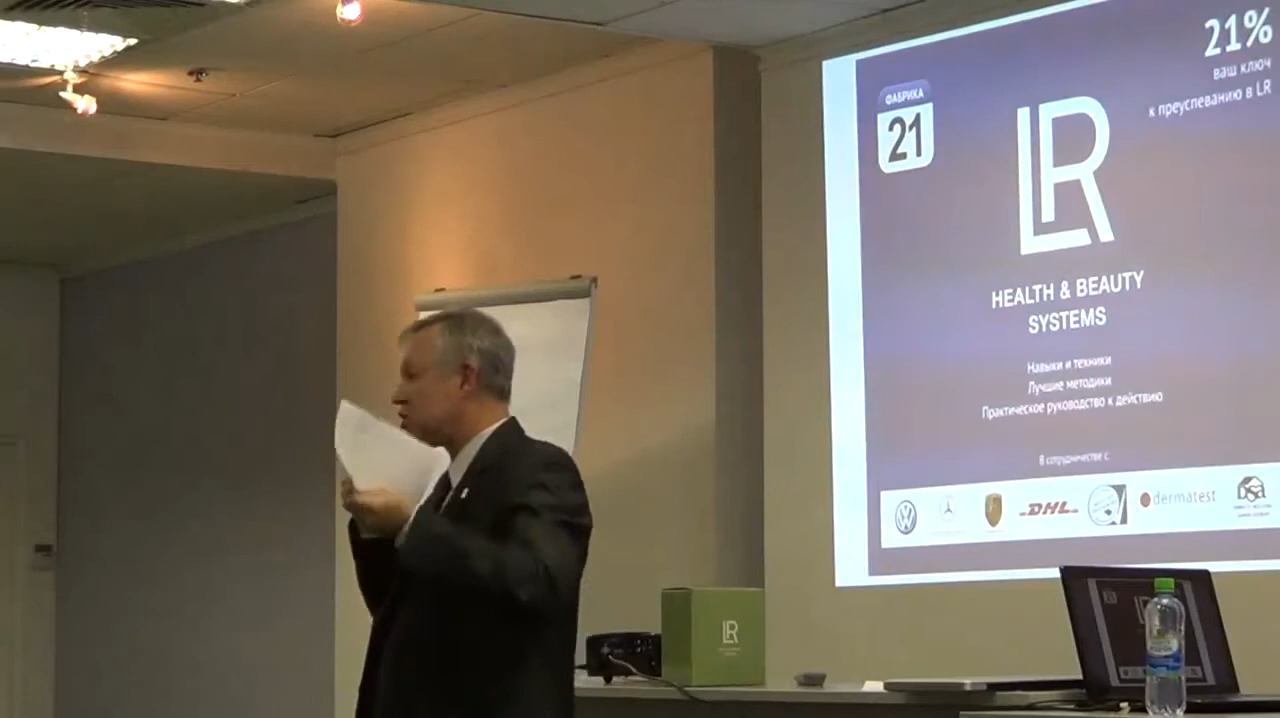 21%
ваш ключ
к преуспеванию в LR
ФАБРИКА
21
LR
HEALTH & BEAUTY
SYSTEMS
Навыки и техники
Лучшие методики
Практическое руководство к действию
В сотрудничестве с
DHL
dermatest
LR
LR